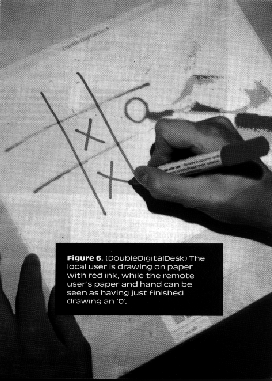 Figure 6. (DoubleDigitalDesk) The
local user is drawing on paper
with red ink, while the remote
user's paper and hand can be
seen as having just finished
drawing an 'O'.
X
X